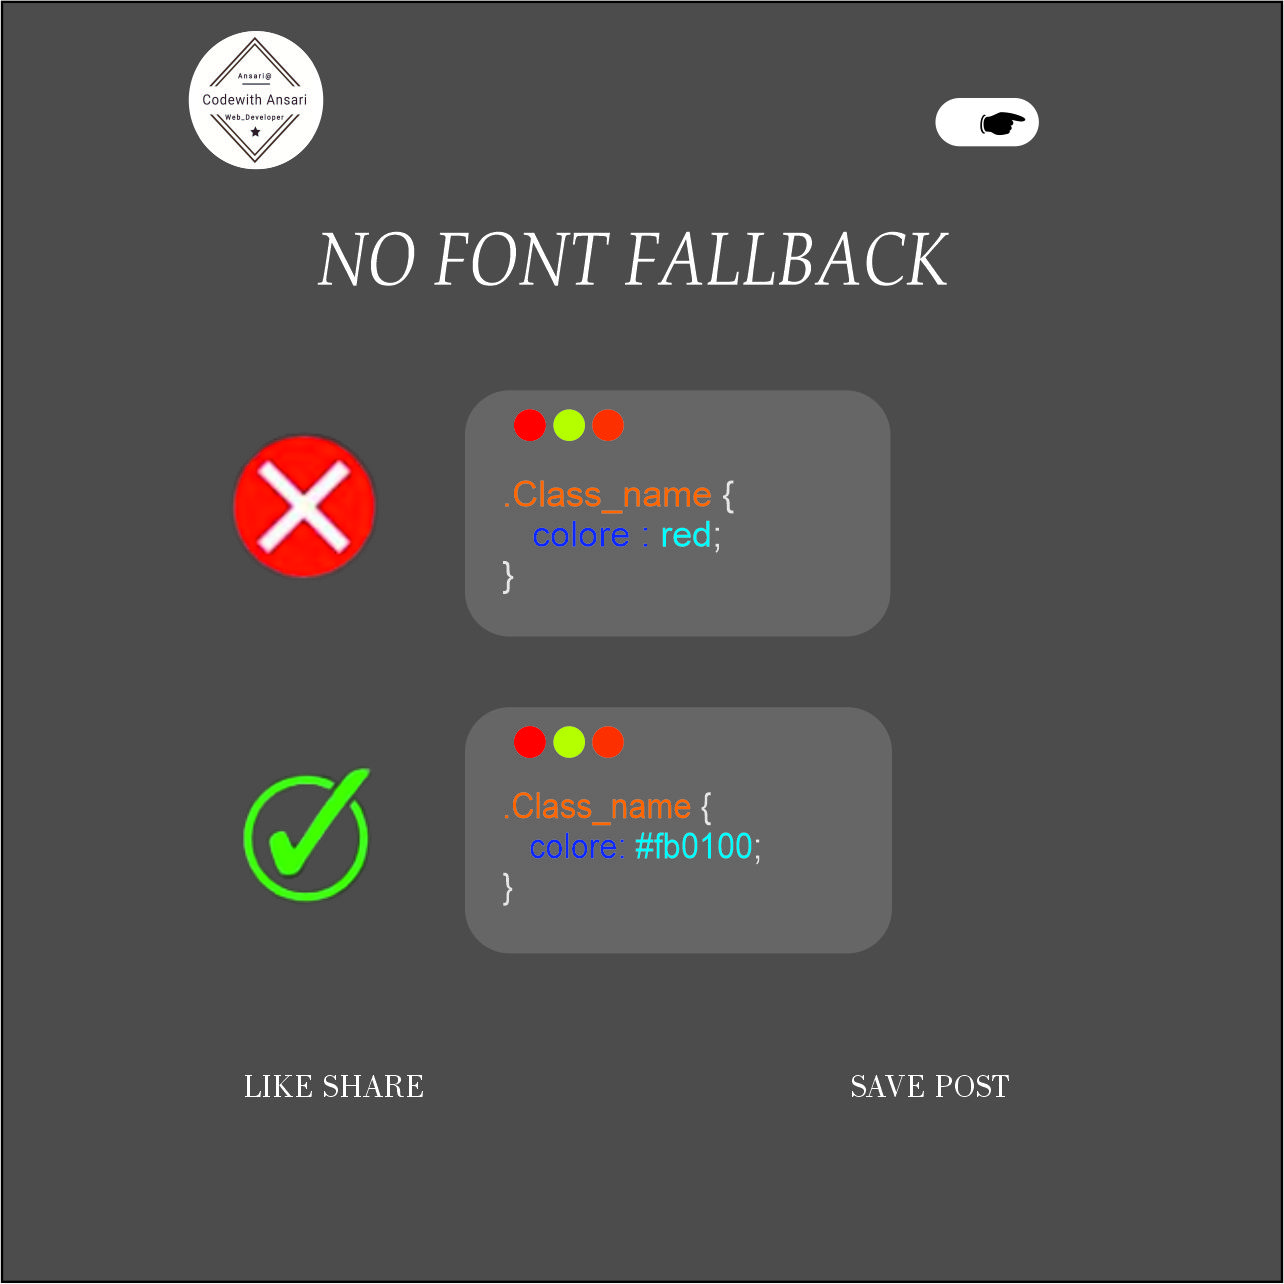 Ansari@
Codewith Ansari
Web_Developer
NO FONT FALLBACK
.Class_name {
colore : red;
}
.Class_name {
colore: #fb0100;
}
LIKE SHARE
SAVE POST